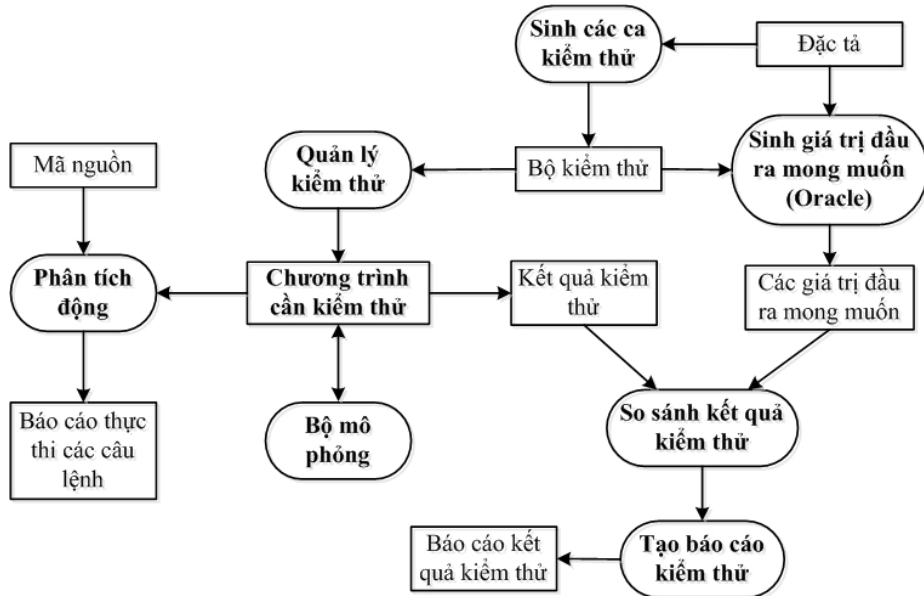 Sinh các ca
kiểm thử
Đặc tả
Mã nguồn
Quản lý
kiểm thử
Bộ kiểm thử
Sinh giá trị đầu
ra mong muốn
(Oracle)
Phân tích
động
Chương trình
cần kiểm thử
Kết quả kiểm
thử
Các giá trị đầu
ra mong muốn
Báo cáo thực
thi các câu
lệnh
Bộ mô
phỏng
So sánh kết quả
kiểm thử
Báo cáo kết
quả kiểm thử
Tạo báo cáo
kiểm thử